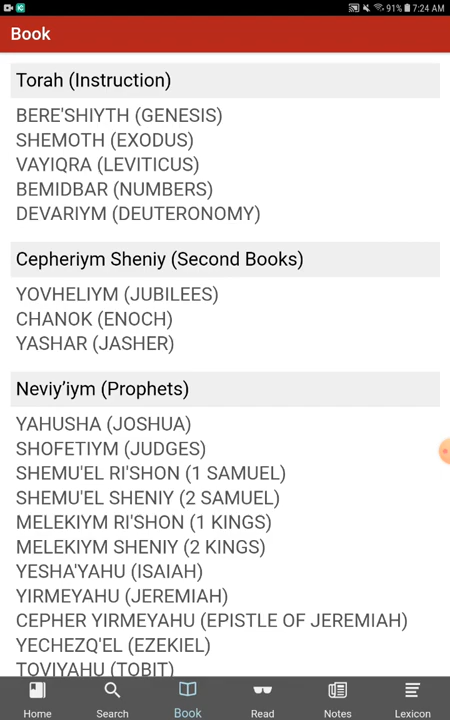 91% 7:24 AM
Book
Torah (Instruction)
BERE'SHIYTH (GENESIS)
SHEMOTH (EXODUS)
VAYIQRA (LEVITICUS)
BEMIDBAR (NUMBERS)
DEVARIYM (DEUTERONOMY)
Cepheriym Sheniy (Second Books)
YOVHELIYM (JUBILEES)
CHANOK (ENOCH)
YASHAR (JASHER)
Neviy’iym (Prophets)
YAHUSHA (JOSHUA)
SHOFETIYM (JUDGES)
SHEMU'EL RI'SHON (1 SAMUEL)
SHEMU'EL SHENIY (2 SAMUEL)
MELEKIYM RI'SHON (1 KINGS)
MELEKIYM SHENIY (2 KINGS)
YESHA'YAHU (ISAIAH)
YIRMEYAHU (JEREMIAH)
CEPHER YIRMEYAHU (EPISTLE OF JEREMIAH)
YECHEZQ'EL (EZEKIEL)
TOVIYAHU (TOBIT)
Home Search Book Read Notes Lexicon